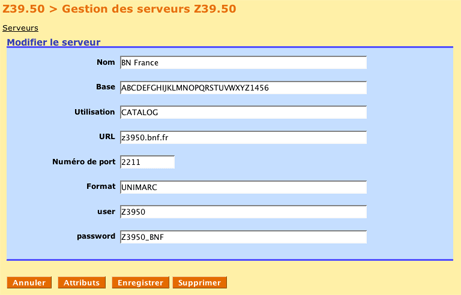 Z39.50 > Gestion des serveurs Z39.50
Serveurs
Modifier le serveur
Nom BN France
Base ABCDEFGHIJKLMNOPQRSTUVWXYZ1456
Utilisation CATALOG
URL z3950.bnf.fr
Numéro de port 2211
Format UNIMARC
user Z3950
password Z3950_BNF
Annuler Attributs Enregistrer Supprimer